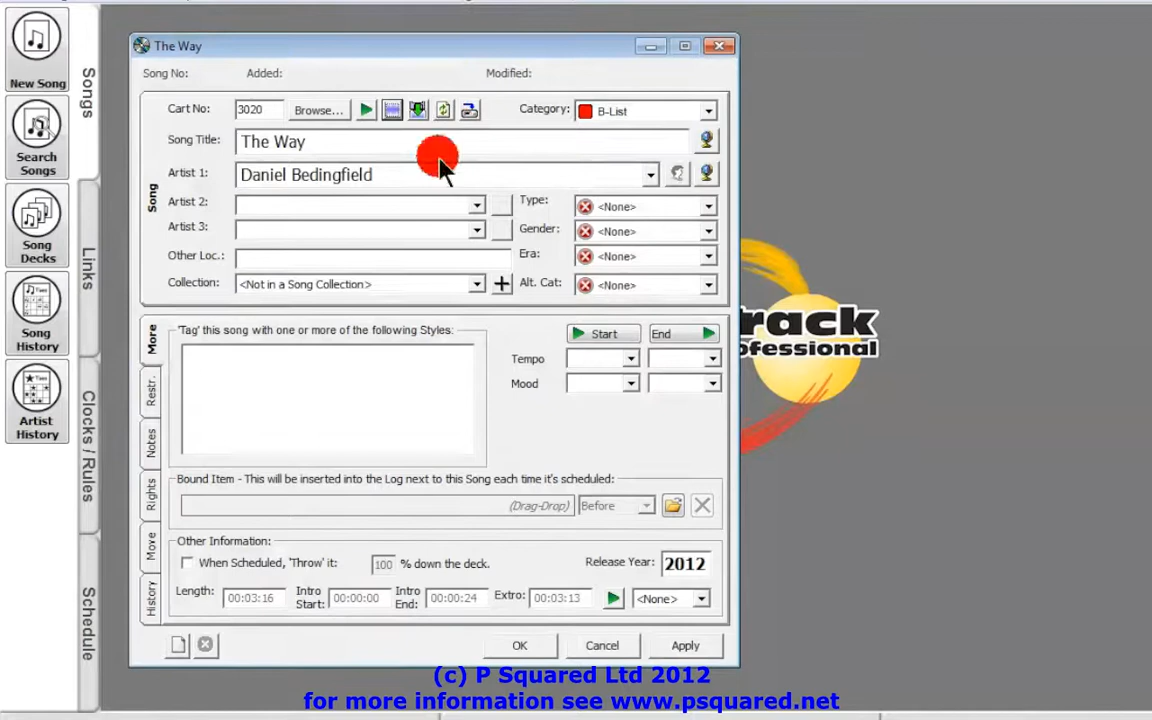 The Way
Song No: Added: Modified:
Cart No: 3020 Browse... Category: B-List
Song Title: The Way
Artist 1: Daniel Bedingfield
Artist 2: Type: <None>
Artist 3: Gender: <None>
Other Loc.: Era: <None>
Collection: <Not in a Song Collection> Alt. Cat: <None>
Song
'Tag' this song with one or more of the following Styles: Start End
Tempo
Mood
More
Restr.
Notes
Rights
Move
History
Bound Item - This will be inserted into the Log next to this Song each time it's scheduled:
(Drag-Drop) Before
Other Information:
When Scheduled, 'Throw' it: 100 % down the deck. Release Year: 2012
Length: 00:03:16 Intro Start: 00:00:00 Intro End: 00:00:24 Extro: 00:03:13 <None>
OK Cancel Apply
New Song
Search
Songs
Song
Decks
Song
History
Artist
History
Songs
Links
Clocks / Rules
Schedule
rack
ofessional
(c) P Squared Ltd 2012
for more information see www.psquared.net